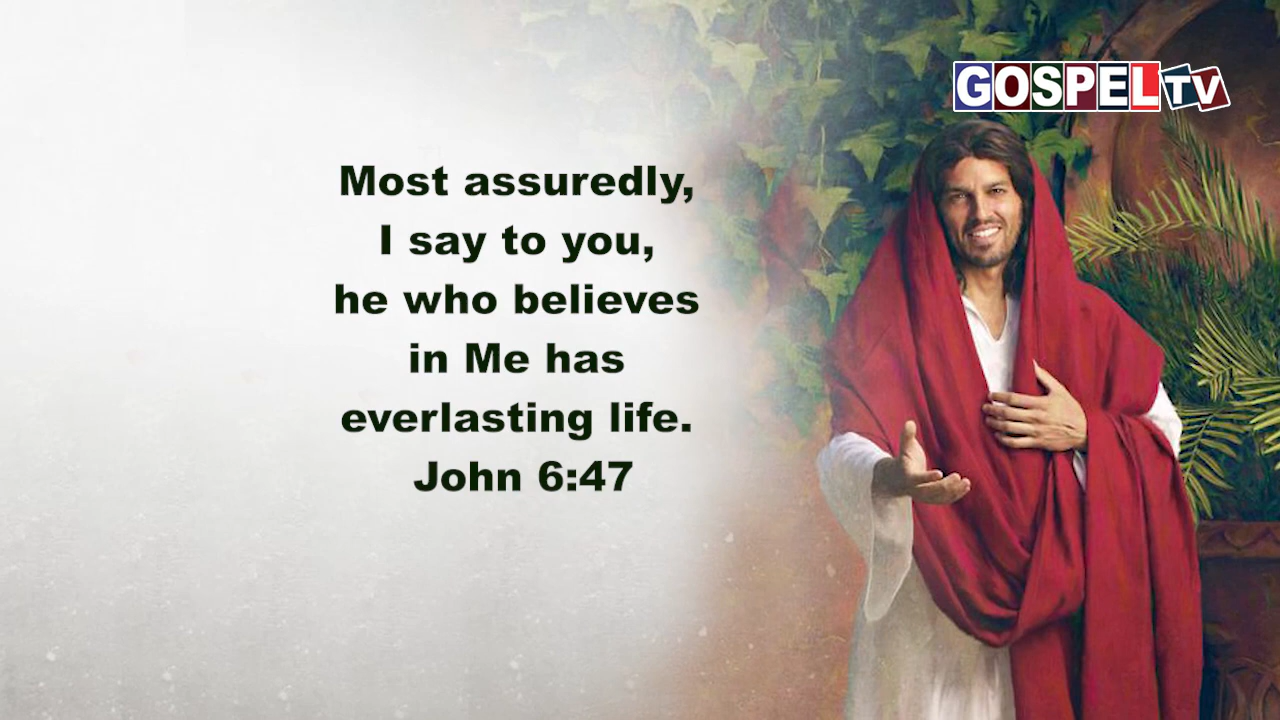 GOSPEL TV
Most assuredly,
I say to you,
he who believes
in Me has
everlasting life.
John 6:47